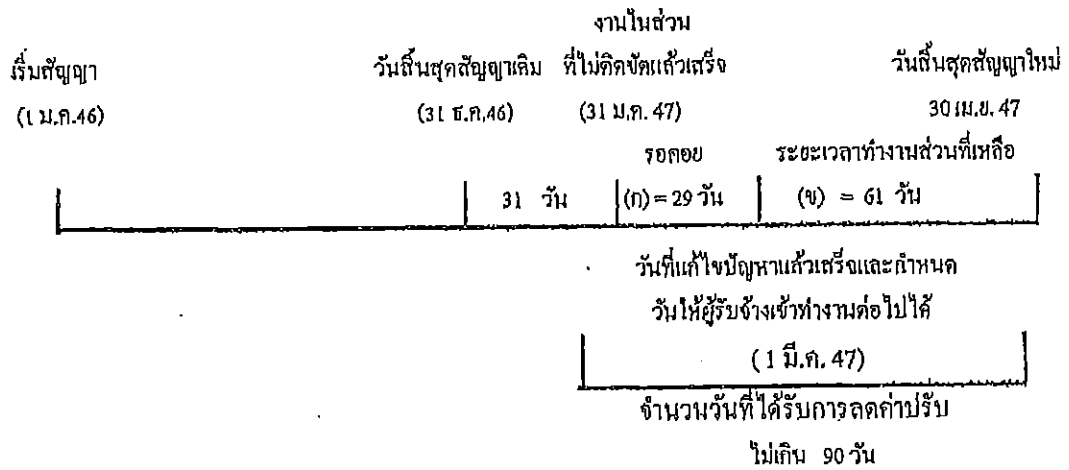 งานในส่วน
เริ่มสัญญา วันสิ้นสุดสัญญาเดิม ที่ไม่ติดขัดแล้วเสร็จ วันสิ้นสุดสัญญาใหม่
(1 ม.ค.46) (31 ธ.ค.46) (31 ม.ค. 47) 30 เม.ย. 47
รอคอย ระยะเวลาทำงานส่วนที่เหลือ
31 วัน (ก) = 29 วัน (ข) = 61 วัน
วันที่แก้ไขปัญหาแล้วเสร็จและกำหนด
วันให้ผู้รับจ้างเข้าทำงานต่อไปได้
(1 มี.ค. 47)
จำนวนวันที่ได้รับการลดค่าปรับ
ไม่เกิน 90 วัน